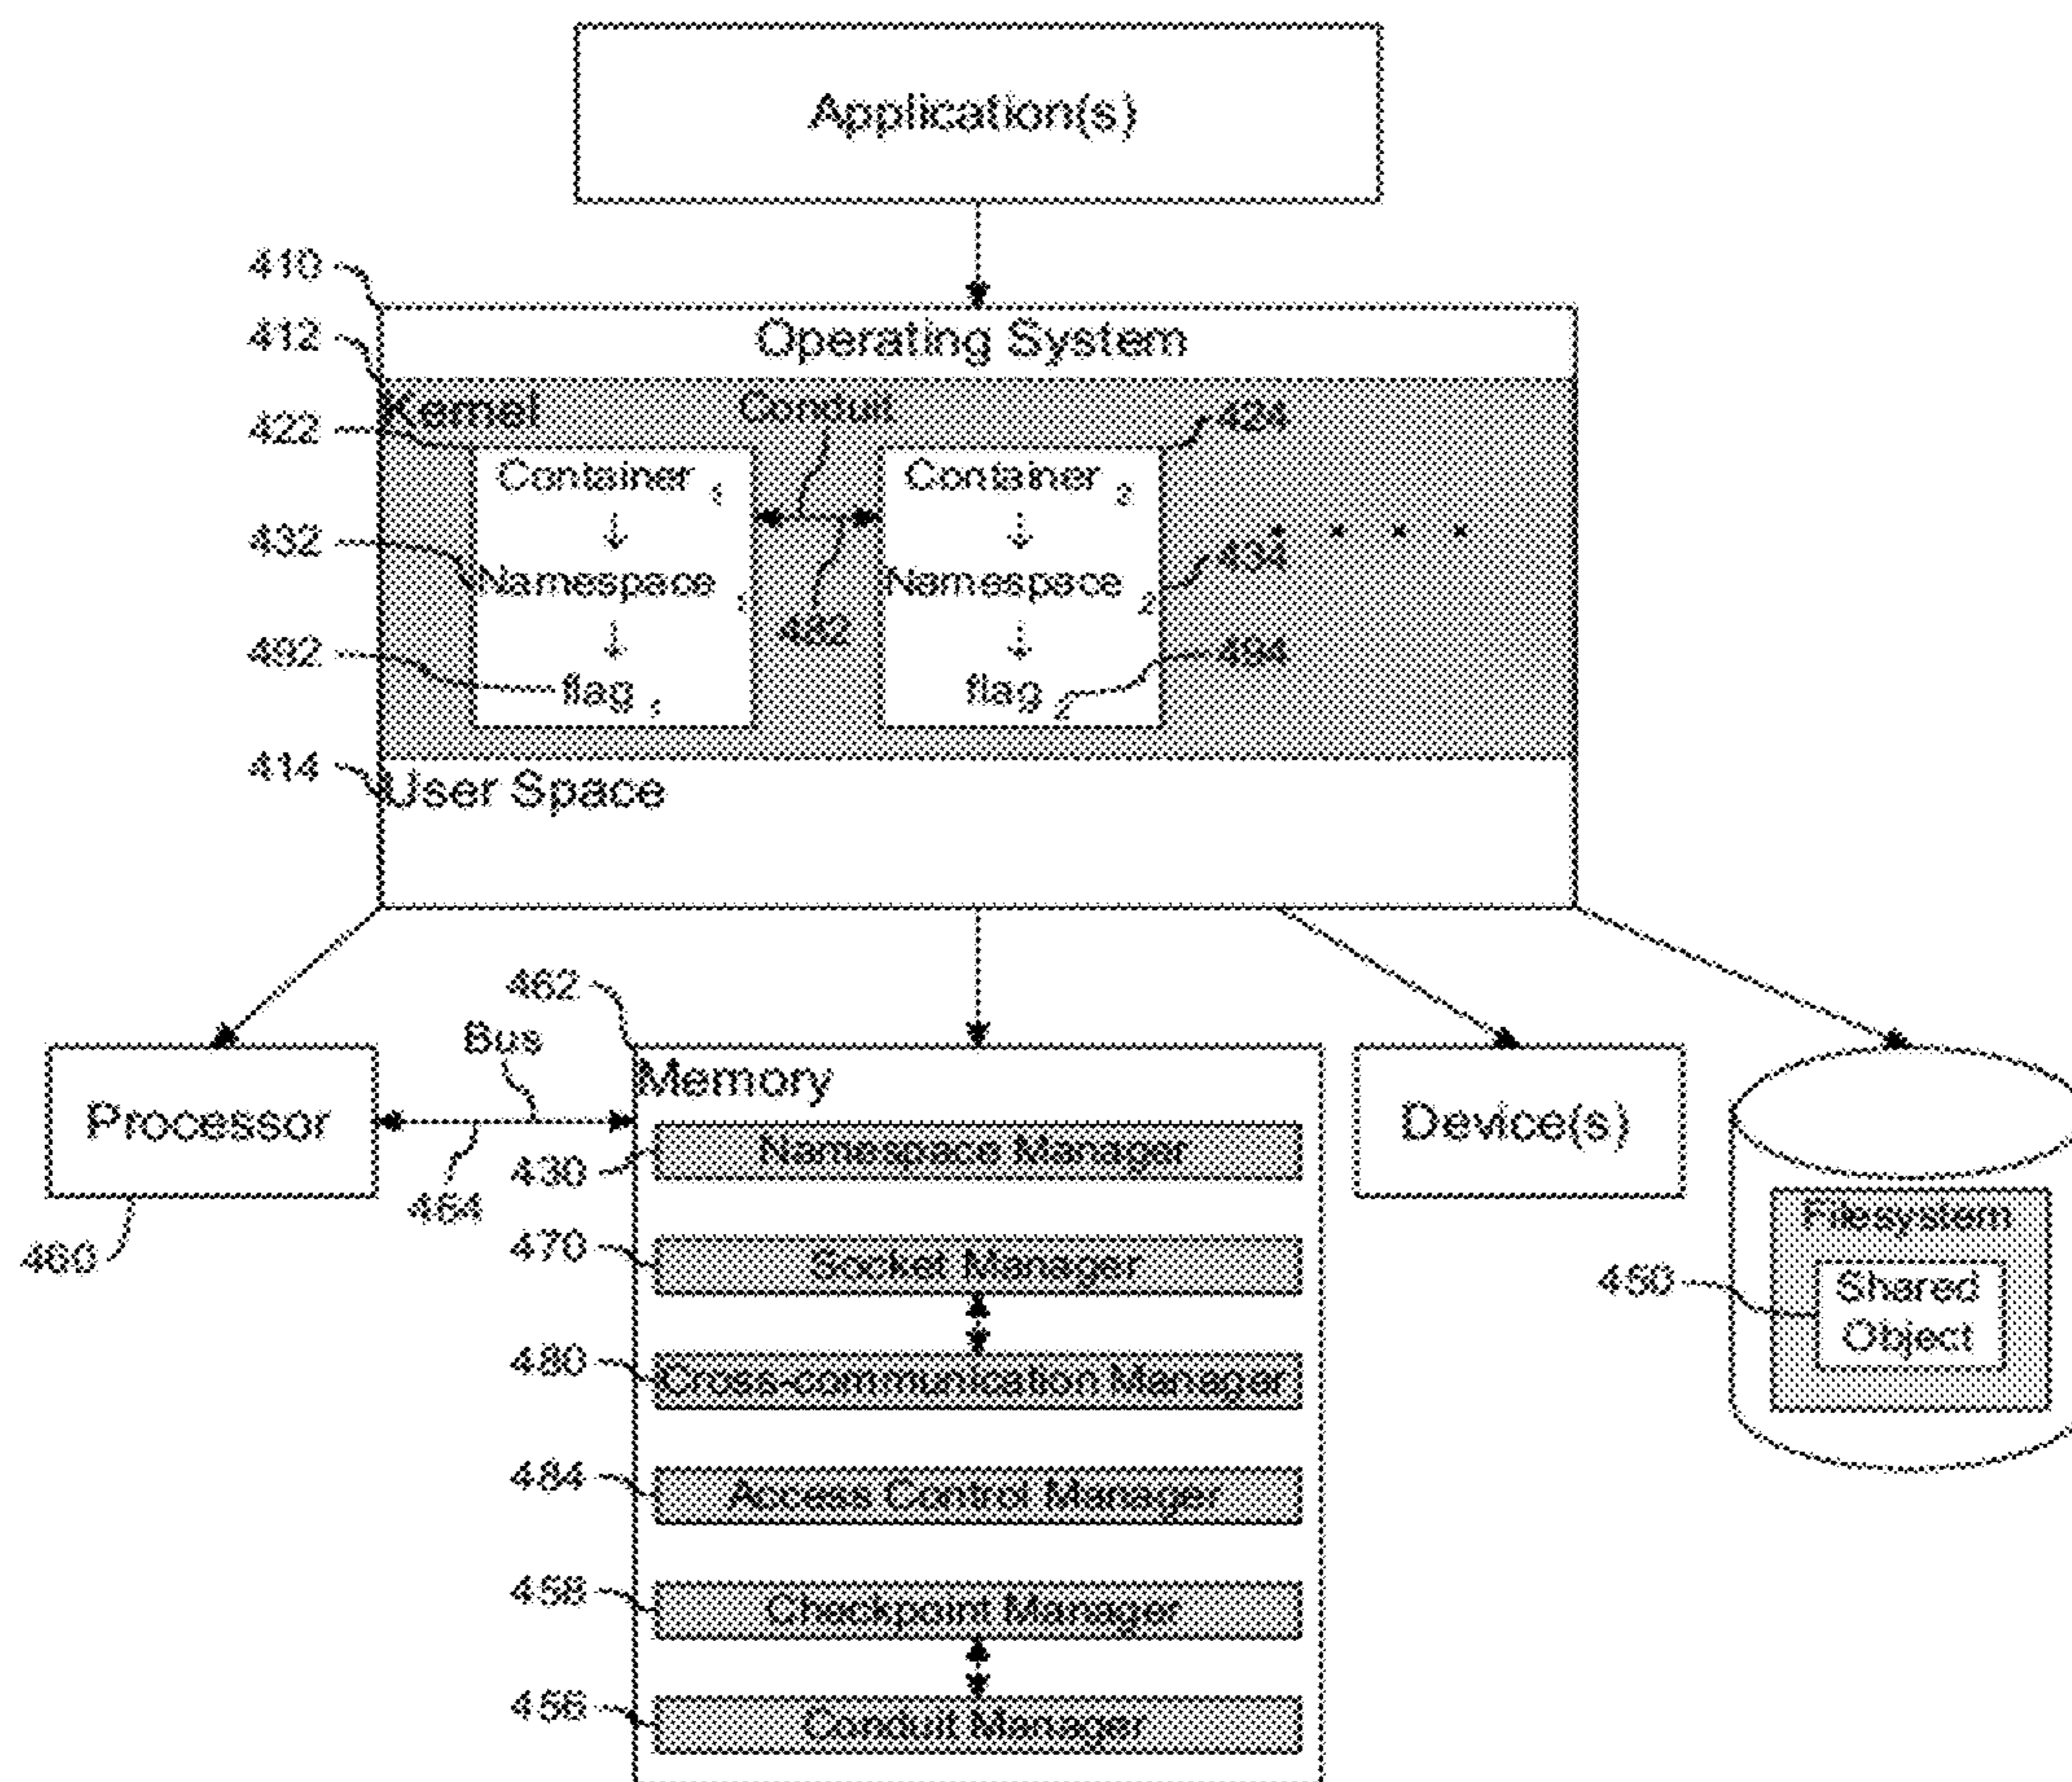 Application(s)
410
Operating System
412
Kernel
Conduit
422
424
Container 1
Container 2
432
434
Namespace 1
Namespace 2
482
492
494
flag 1
flag 2
414
User Space
462
Bus
Memory
Processor
Device(s)
Namespace Manager
430
464
460
Filesystem
470
Socket Manager
450
Shared
Object
480
Cross-communication Manager
484
Access Control Manager
458
Checkpoint Manager
456
Conduit Manager